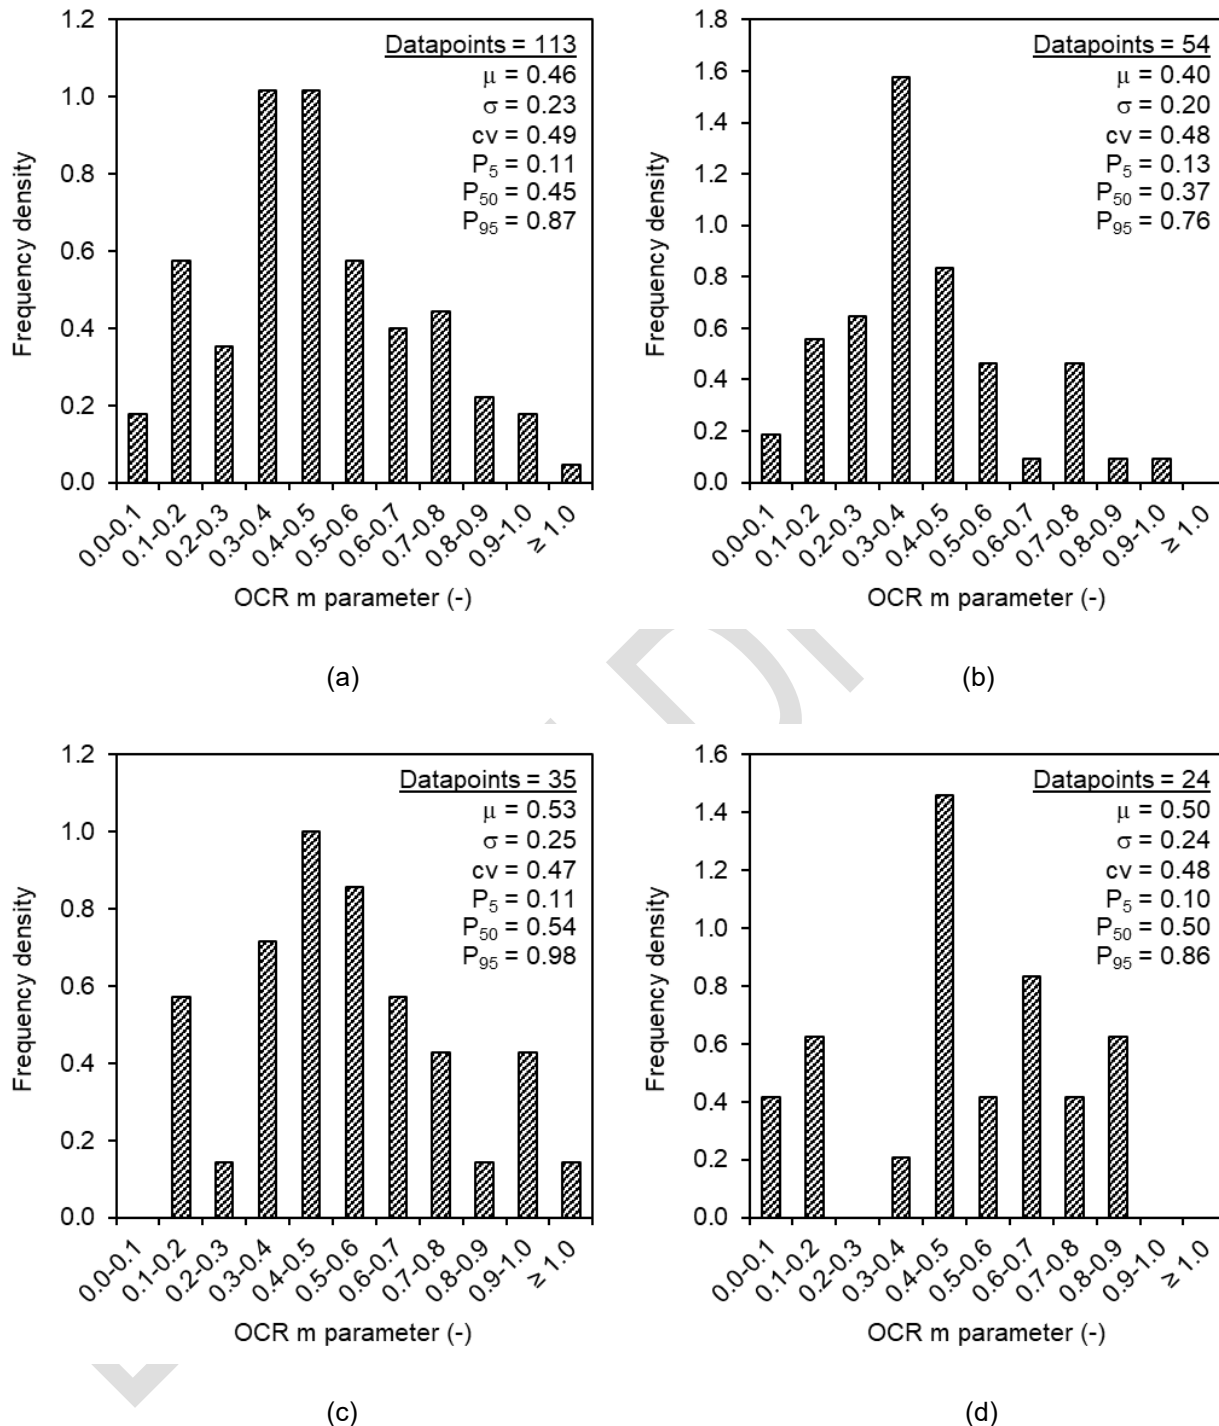 1.2
1.0
0.8
0.6
0.4
0.2
0.0
Frequency density
Datapoints = 113
μ = 0.46
σ = 0.23
cv = 0.49
P5 = 0.11
P50 = 0.45
P95 = 0.87
0.0-0.1
0.1-0.2
0.2-0.3
0.3-0.4
0.4-0.5
0.5-0.6
0.6-0.7
0.7-0.8
0.8-0.9
0.9-1.0
≥ 1.0
OCR m parameter (-)
(a)
1.8
1.6
1.4
1.2
1.0
0.8
0.6
0.4
0.2
0.0
Frequency density
Datapoints = 54
μ = 0.40
σ = 0.20
cv = 0.48
P5 = 0.13
P50 = 0.37
P95 = 0.76
0.0-0.1
0.1-0.2
0.2-0.3
0.3-0.4
0.4-0.5
0.5-0.6
0.6-0.7
0.7-0.8
0.8-0.9
0.9-1.0
≥ 1.0
OCR m parameter (-)
(b)
1.2
1.0
0.8
0.6
0.4
0.2
0.0
Frequency density
Datapoints = 35
μ = 0.53
σ = 0.25
cv = 0.47
P5 = 0.11
P50 = 0.54
P95 = 0.98
0.0-0.1
0.1-0.2
0.2-0.3
0.3-0.4
0.4-0.5
0.5-0.6
0.6-0.7
0.7-0.8
0.8-0.9
0.9-1.0
≥ 1.0
OCR m parameter (-)
(c)
1.6
1.4
1.2
1.0
0.8
0.6
0.4
0.2
0.0
Frequency density
Datapoints = 24
μ = 0.50
σ = 0.24
cv = 0.48
P5 = 0.10
P50 = 0.50
P95 = 0.86
0.0-0.1
0.1-0.2
0.2-0.3
0.3-0.4
0.4-0.5
0.5-0.6
0.6-0.7
0.7-0.8
0.8-0.9
0.9-1.0
≥ 1.0
OCR m parameter (-)
(d)